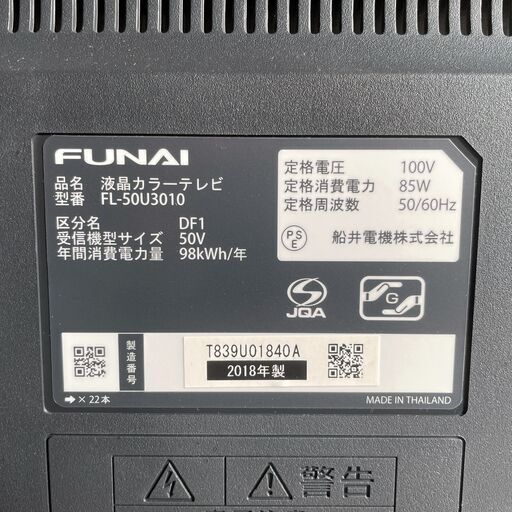 FUNAI
品名 液晶カラーテレビ
型番 FL-50U3010
区分名 DF1
受信機型サイズ 50V
年間消費電力量 98kWh/年
定格電圧 100V
定格消費電力 85W
定格周波数 50/60Hz
PSE 船井電機株式会社
JQA
G
製造番号
T839U01840A
2018年製
→×22本
MADE IN THAILAND
警告